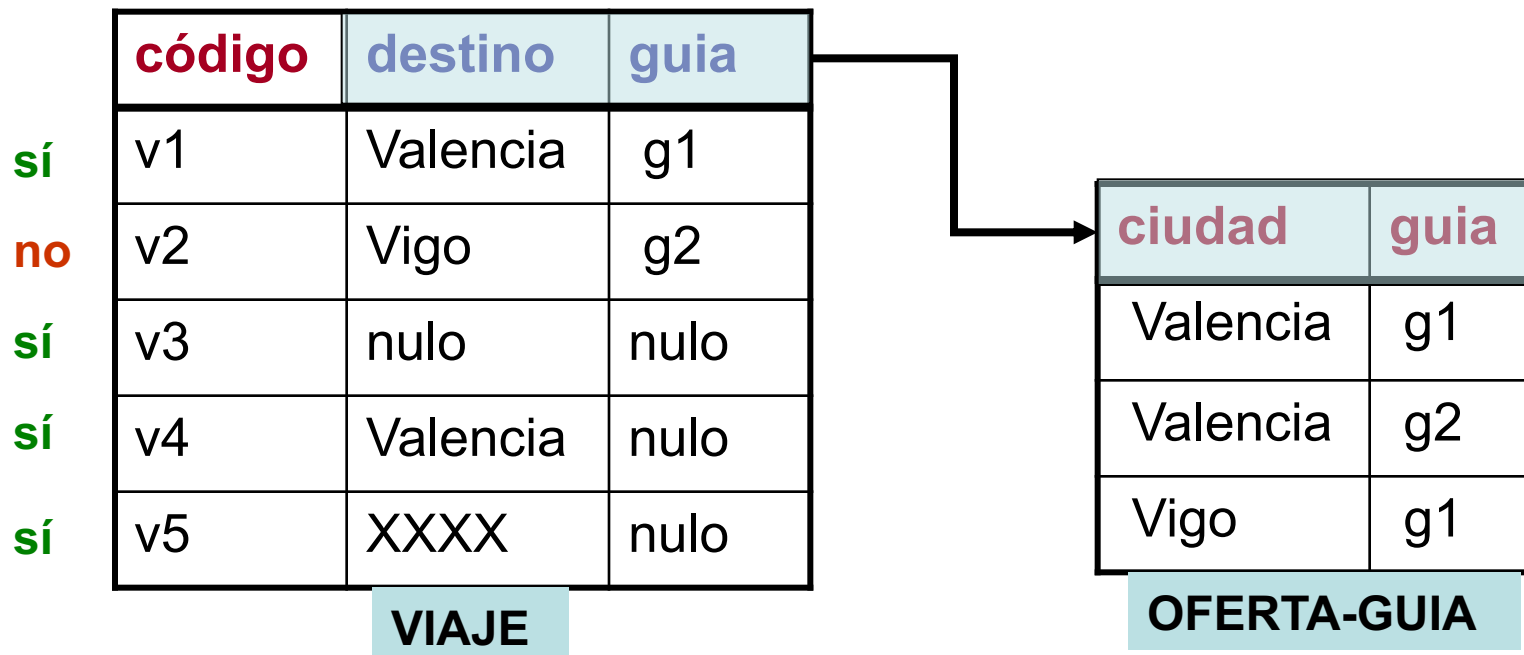 código destino guia
sí v1 Valencia g1
no v2 Vigo g2
sí v3 nulo nulo
sí v4 Valencia nulo
sí v5 XXXX nulo
VIAJE
ciudad guia
Valencia g1
Valencia g2
Vigo g1
OFERTA-GUIA